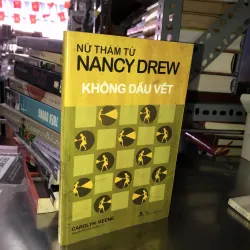 NỮ THÁM TỬ
NANCY DREW
KHÔNG DẤU VẾT
CAROLYN KEENE